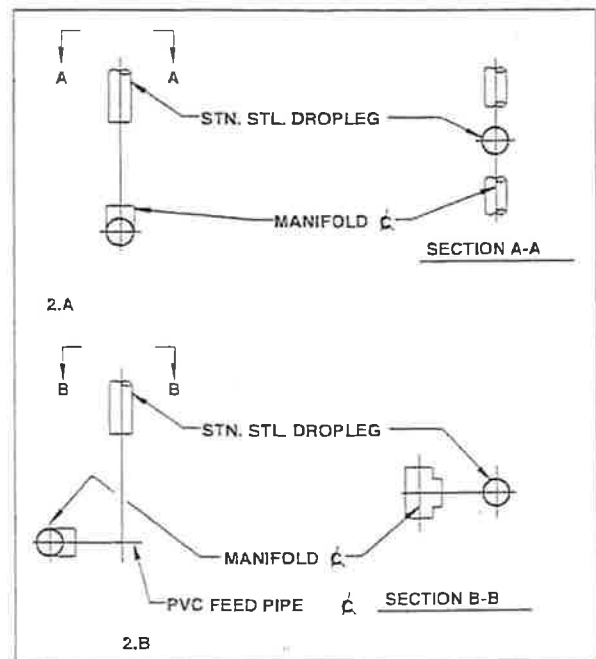 A A
STN. STL. DROPLEG
MANIFOLD ȼ
SECTION A-A
2.A
B B
STN. STL. DROPLEG
MANIFOLD ȼ
PVC FEED PIPE ȼ SECTION B-B
2.B